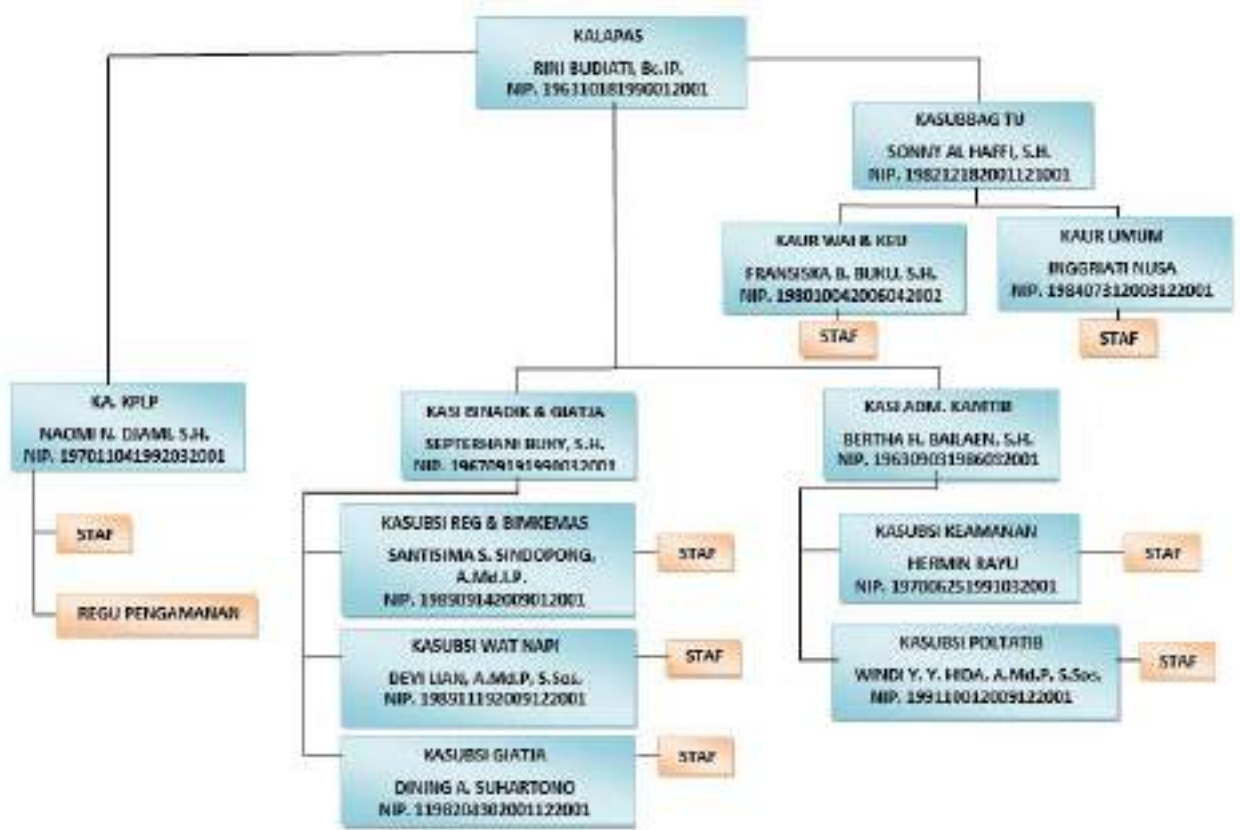 KALAPAS
RINI BUDIATI, Bc.IP.
NIP. 196310181990012001
KASUBBAG TU
SONNY AL HAFFI, S.H.
NIP. 198212182001121001
KAUR WAI & KEU
FRANSISKA B. BUKU, S.H.
NIP. 198010042006042002
STAF
KAUR UMUM
INGGRIATI NUSA
NIP. 198407312003122001
STAF
KA. KPLP
NAOMI N. DJAMI, S.H.
NIP. 197011041992032001
STAF
REGU PENGAMANAN
KASI BINADIK & GIATJA
SEPTERHANI BUHY, S.H.
NIP. 196709191990032001
KASUBSI REG & BIMKEMAS
SANTISIMA S. SINDOPONG,
A.Md.I.P.
NIP. 198909142009012001
STAF
KASUBSI WAT NAPI
DEVI LIAN, A.Md.P, S.Sos.
NIP. 198911192009122001
STAF
KASUBSI GIATJA
DINING A. SUHARTONO
NIP.
STAF
KASI ADM. KAMTIB
BERTHA H. BAILAEN, S.H.
NIP. 196309031986032001
KASUBSI KEAMANAN
HERMIN RAYU
NIP. 197006251991032001
STAF
KASUBSI POLTATIB
WINDI Y. Y. HIDA, A.Md.P, S.Sos.
NIP. 199110012009122001
STAF